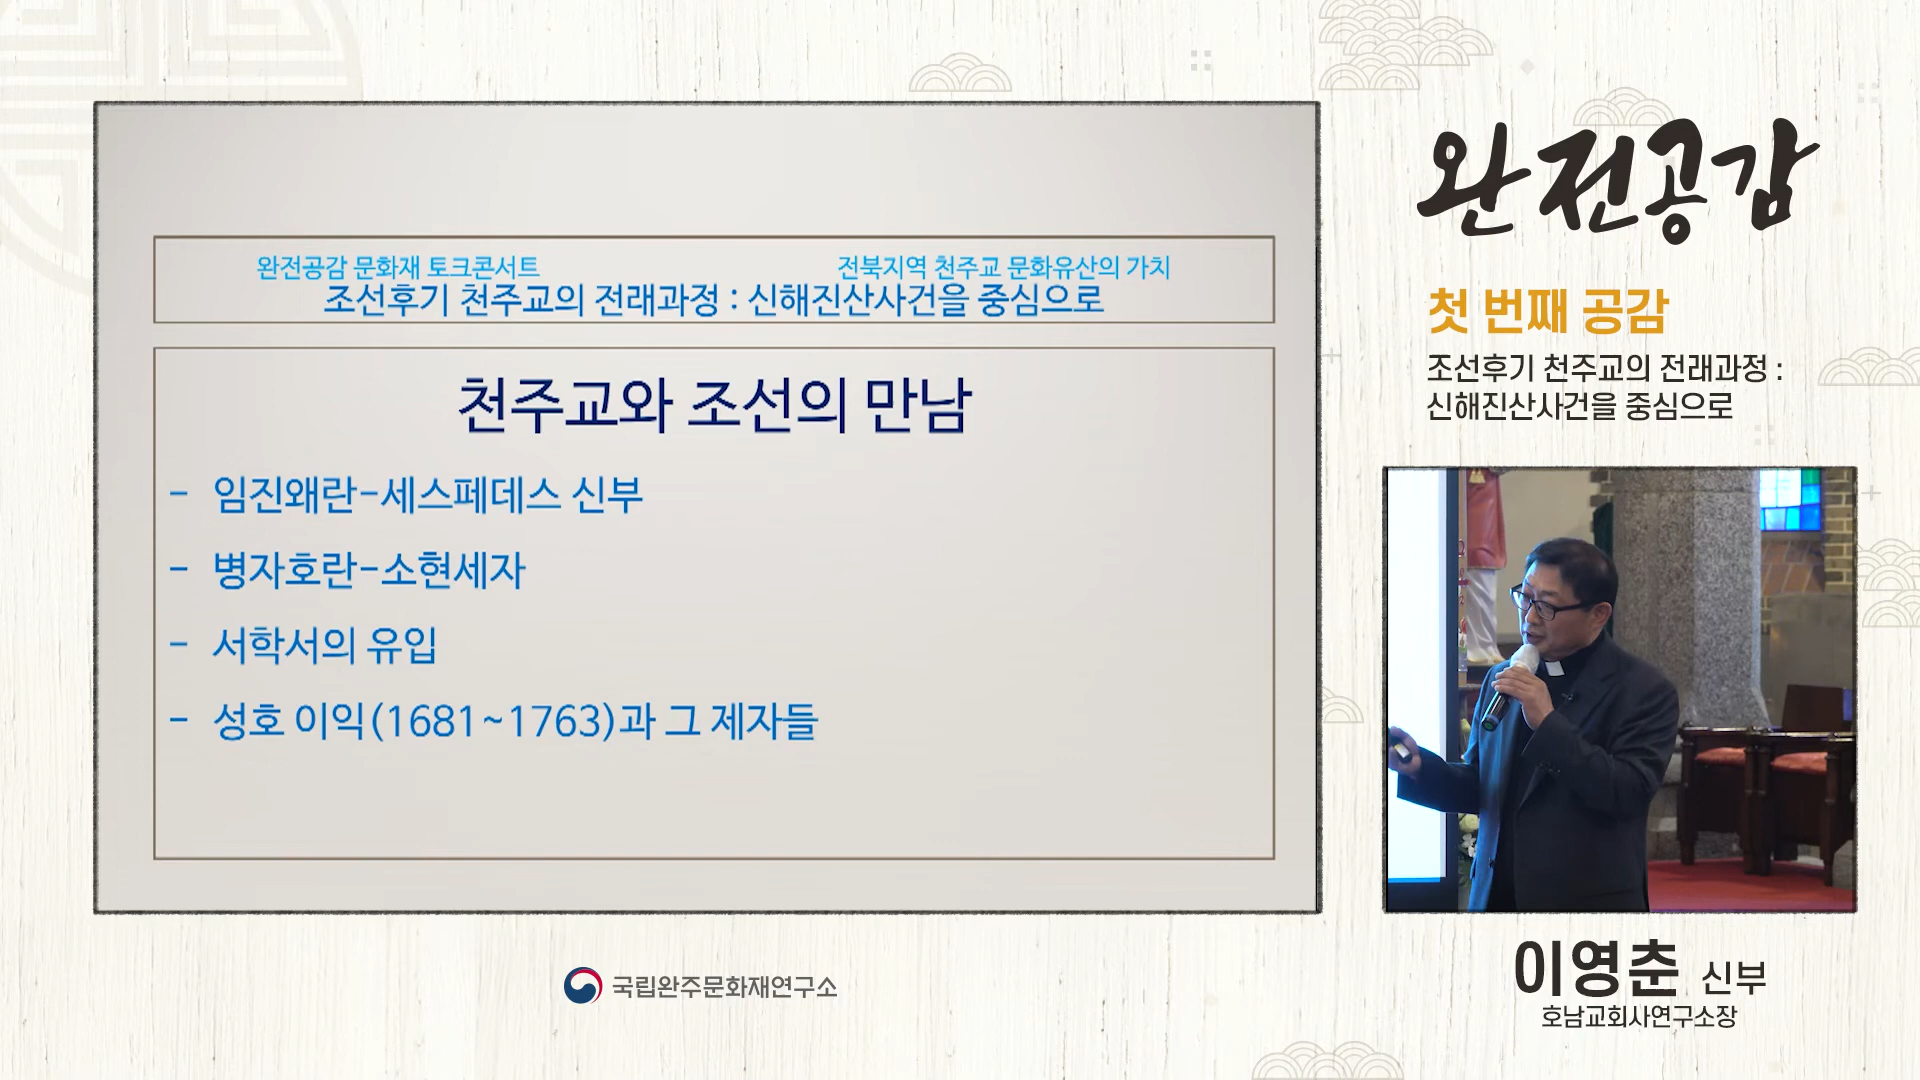 완전공감 문화재 토크콘서트 전북지역 천주교 문화유산의 가치
조선후기 천주교의 전래과정 : 신해진산사건을 중심으로
천주교와 조선의 만남
- 임진왜란-세스페데스 신부
- 병자호란-소현세자
- 서학서의 유입
- 성호 이익(1681~1763)과 그 제자들
완전공감
첫 번째 공감
조선후기 천주교의 전래과정 :
신해진산사건을 중심으로
이영춘 신부
호남교회사연구소장
국립완주문화재연구소